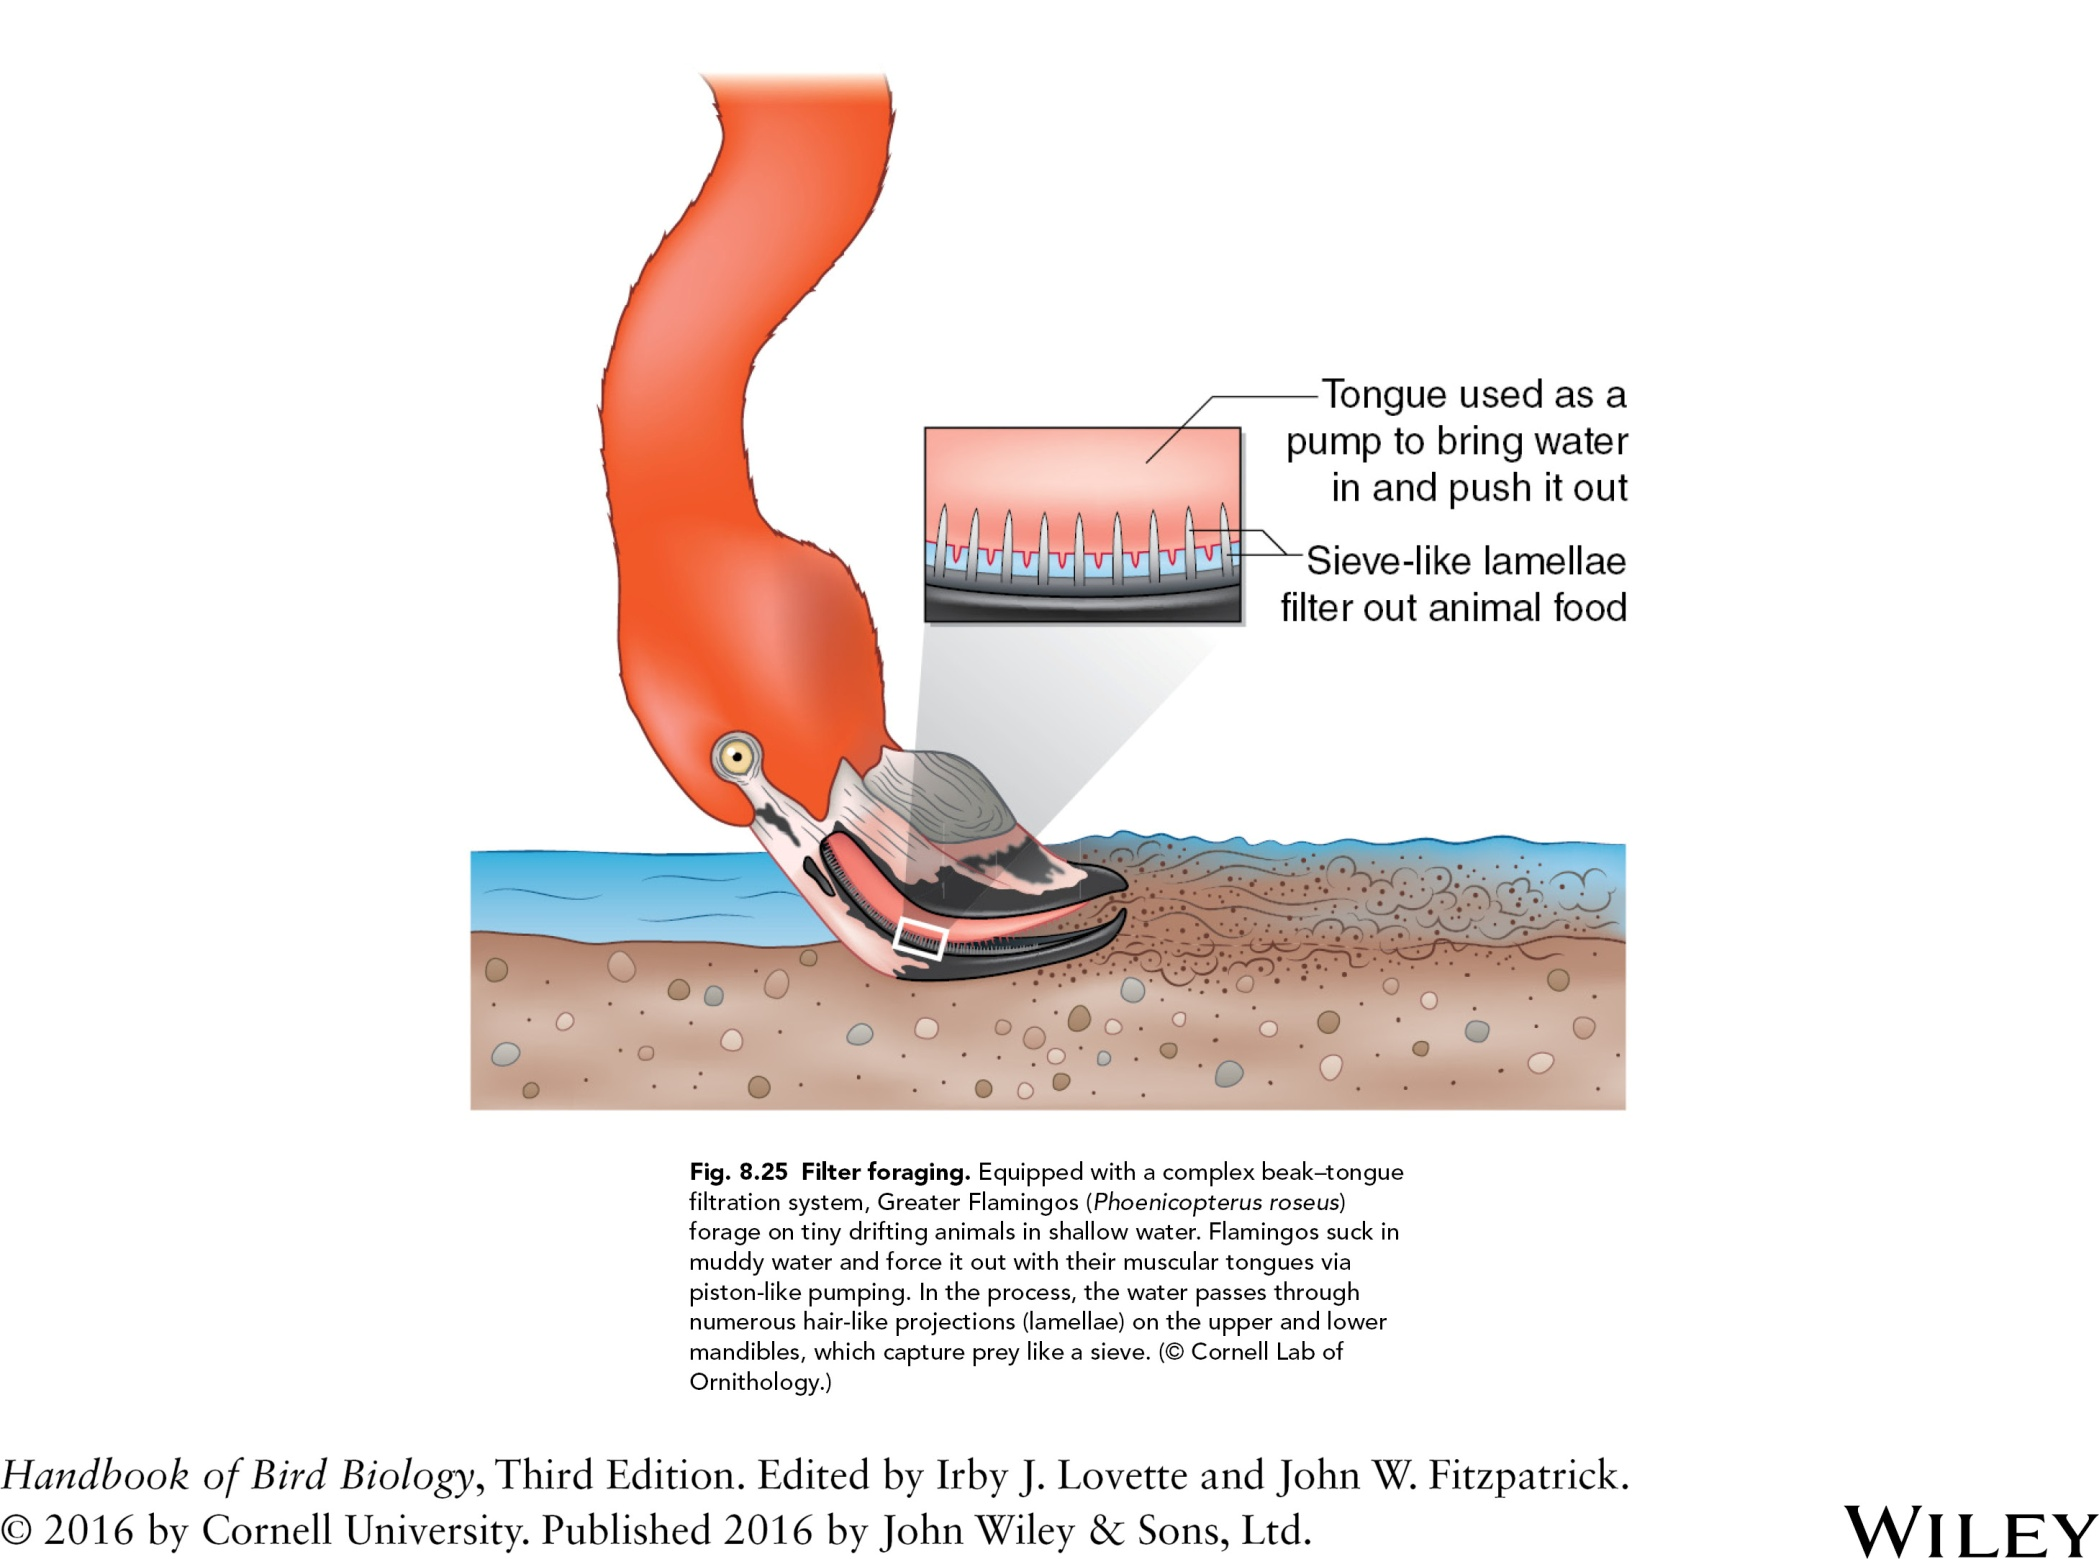 Tongue used as a
pump to bring water
in and push it out
Sieve-like lamellae
filter out animal food
Fig. 8.25 Filter foraging. Equipped with a complex beak–tongue
filtration system, Greater Flamingos (Phoenicopterus roseus)
forage on tiny drifting animals in shallow water. Flamingos suck in
muddy water and force it out with their muscular tongues via
piston-like pumping. In the process, the water passes through
numerous hair-like projections (lamellae) on the upper and lower
mandibles, which capture prey like a sieve. (© Cornell Lab of
Ornithology.)
Handbook of Bird Biology, Third Edition. Edited by Irby J. Lovette and John W. Fitzpatrick.
© 2016 by Cornell University. Published 2016 by John Wiley & Sons, Ltd.
WILEY